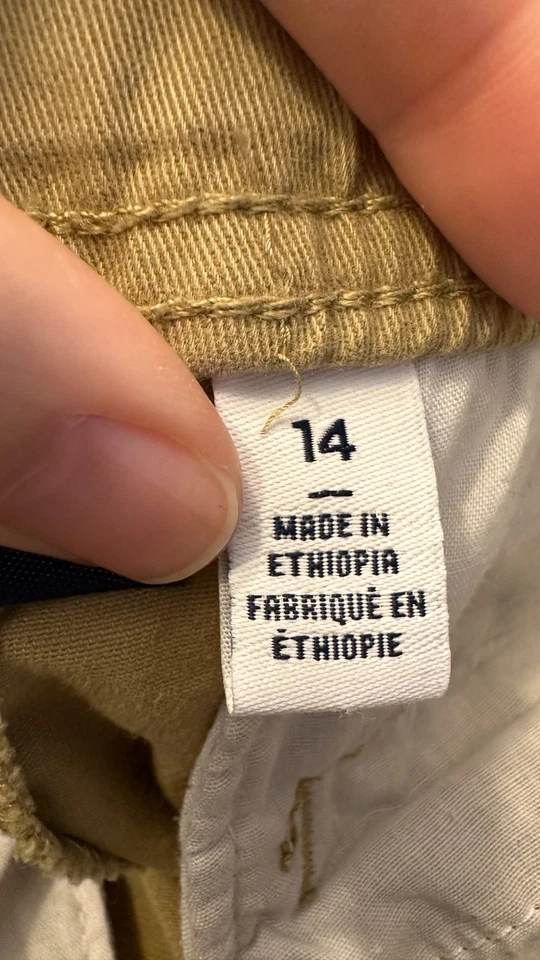 14
–
MADE IN
ETHIOPIA
FABRIQUÉ EN
ÉTHIOPIE